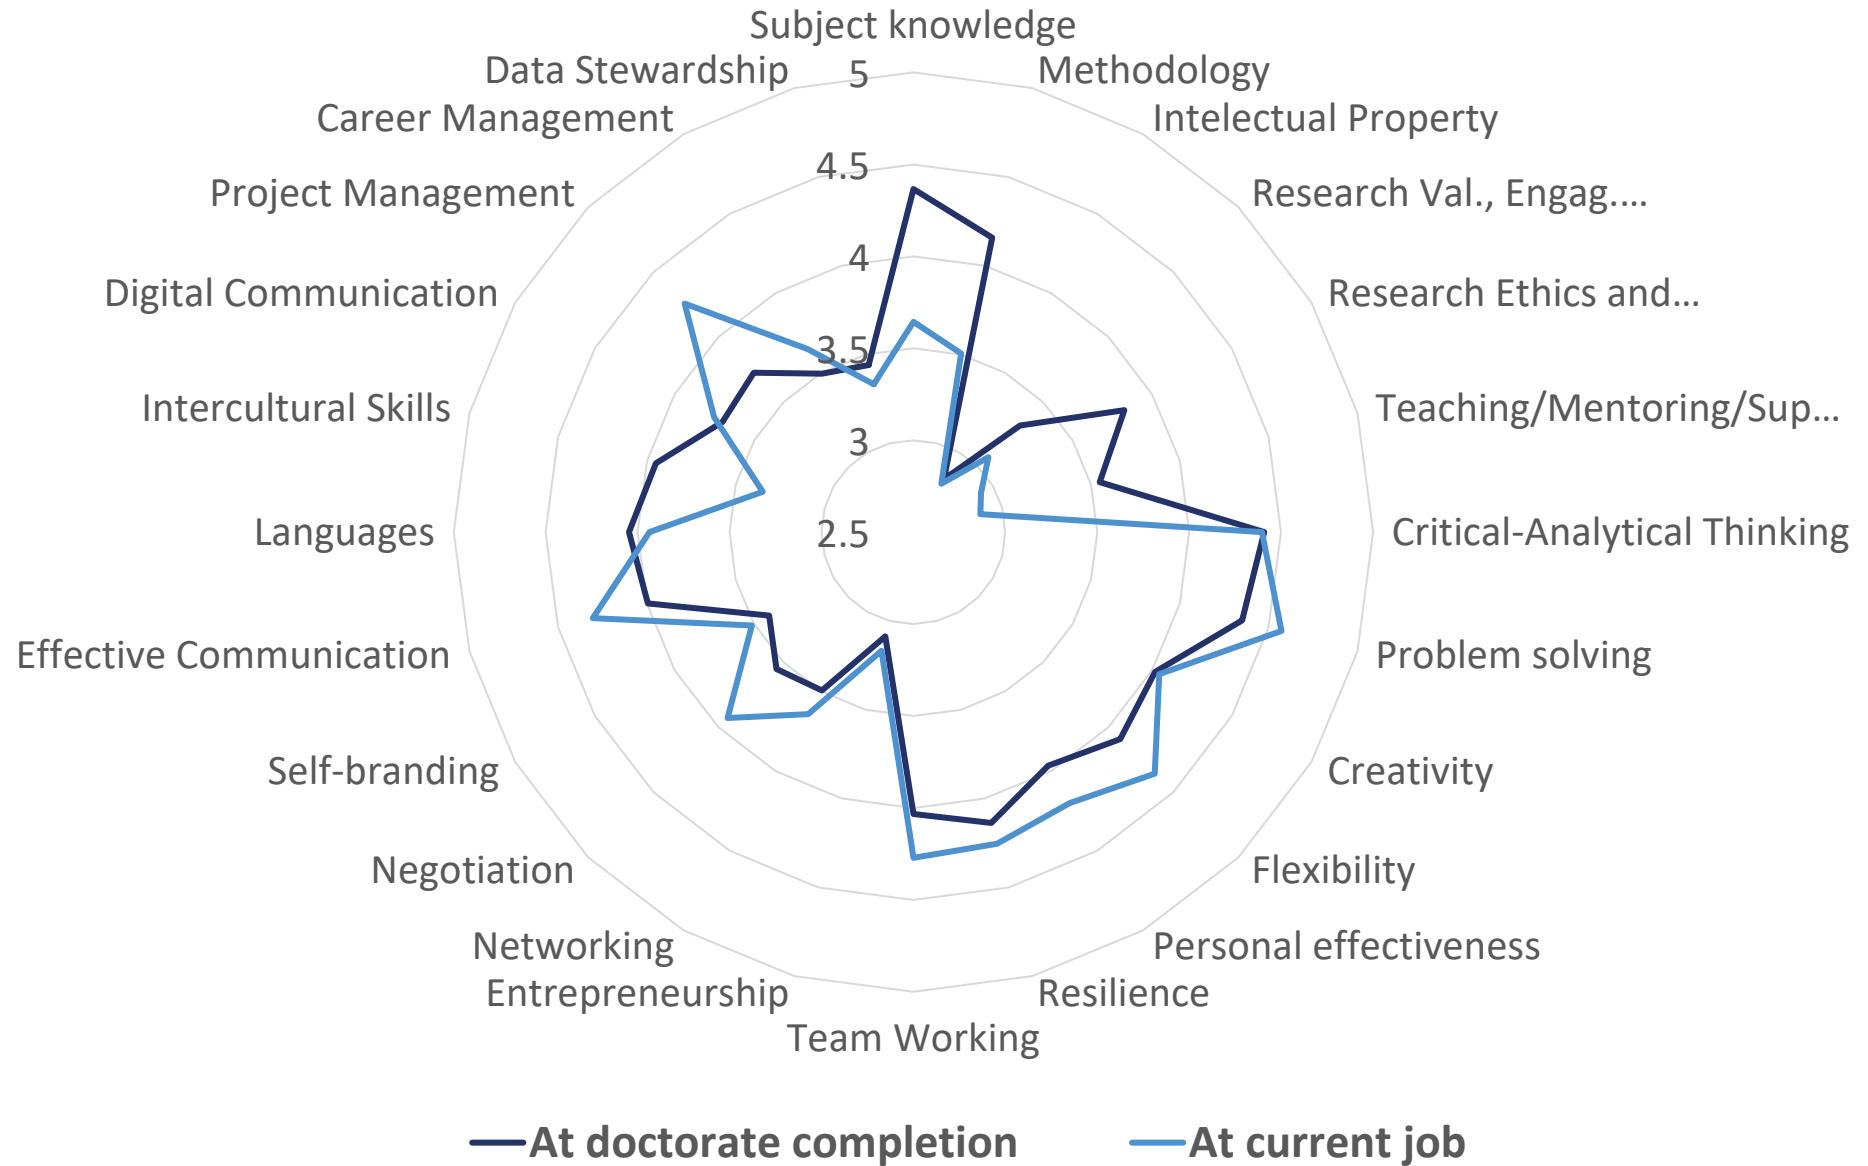 Subject knowledge
Data Stewardship
5
Methodology
Career Management
Intelectual Property
4.5
Project Management
Research Val., Engag....
4
Digital Communication
Research Ethics and...
3.5
Intercultural Skills
Teaching/Mentoring/Sup...
3
Languages
2.5
Critical-Analytical Thinking
Effective Communication
Problem solving
Self-branding
Creativity
Negotiation
Flexibility
Networking
Personal effectiveness
Entrepreneurship
Resilience
Team Working
At doctorate completion
At current job